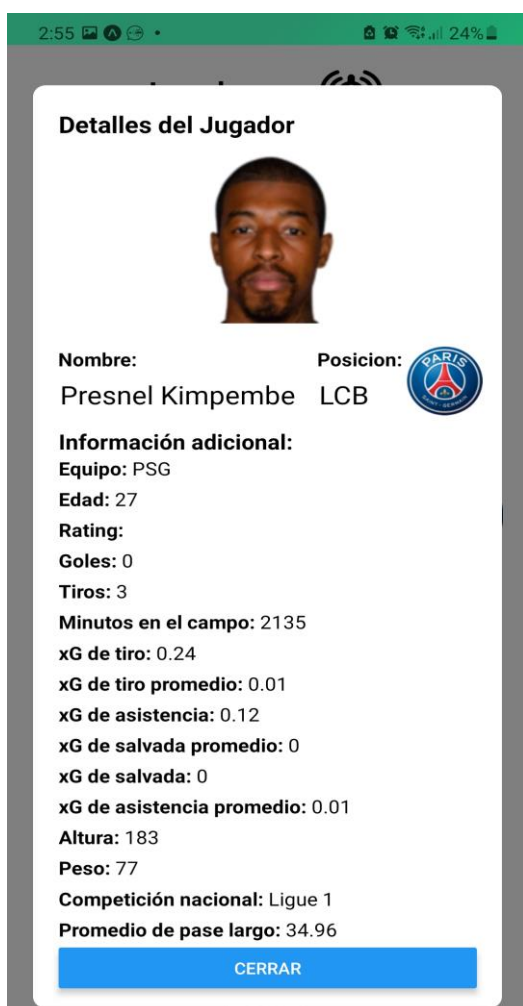 2:55 24%
Detalles del Jugador
Nombre: Posicion:
PARIS
Presnel Kimpembe LCB
SAINT-GERMAIN
Información adicional:
Equipo: PSG
Edad: 27
Rating:
Goles: 0
Tiros: 3
Minutos en el campo: 2135
xG de tiro: 0.24
xG de tiro promedio: 0.01
xG de asistencia: 0.12
xG de salvada promedio: 0
xG de salvada: 0
xG de asistencia promedio: 0.01
Altura: 183
Peso: 77
Competición nacional: Ligue 1
Promedio de pase largo: 34.96
CERRAR